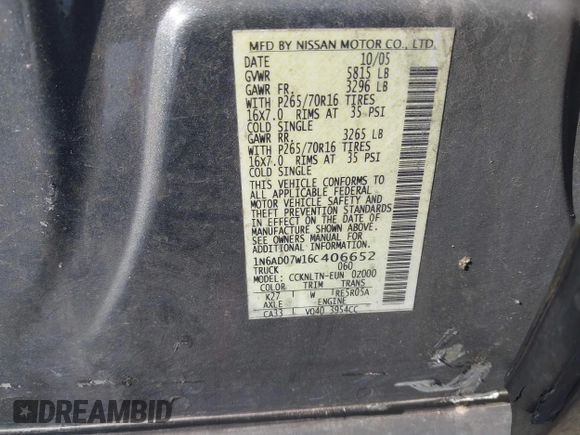 MFD BY NISSAN MOTOR CO., LTD.
DATE 10/05
GVWR 5815 LB
GAWR FR. 3296 LB
WITH P265/70R16 TIRES
16X7.0 RIMS AT 35 PSI
COLD SINGLE
GAWR RR. 3265 LB
WITH P265/70R16 TIRES
16X7.0 RIMS AT 35 PSI
COLD SINGLE
THIS VEHICLE CONFORMS TO
ALL APPLICABLE FEDERAL
MOTOR VEHICLE SAFETY AND
THEFT PREVENTION STANDARDS
IN EFFECT ON THE DATE OF
MANUFACTURE SHOWN ABOVE.
SEE OWNERS MANUAL FOR
ADDITIONAL INFORMATION.
1N6AD07W16C406652
TRUCK 060
MODEL: CCKNLTN-EUN 02000
COLOR TRIM TRANS
K27 W RE5R05A
AXLE ENGINE
CA33 VQ40 3954CC
DREAMBID